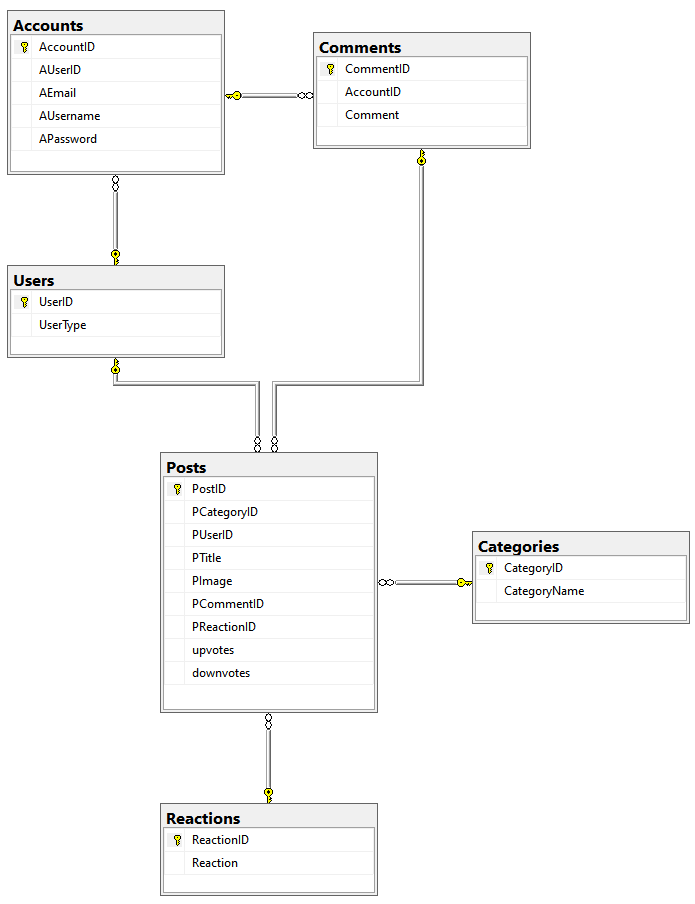 Accounts
AccountID
AUserID
AEmail
AUsername
APassword
Comments
CommentID
AccountID
Comment
Users
UserID
UserType
Posts
PostID
PCategoryID
PUserID
PTitle
PImage
PCommentID
PReactionID
upvotes
downvotes
Categories
CategoryID
CategoryName
Reactions
ReactionID
Reaction